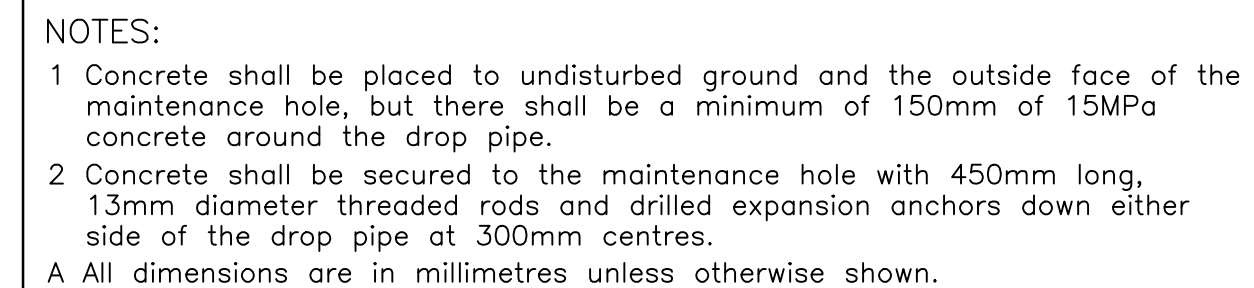 NOTES:
1 Concrete shall be placed to undisturbed ground and the outside face of the
maintenance hole, but there shall be a minimum of 150mm of 15MPa
concrete around the drop pipe.
2 Concrete shall be secured to the maintenance hole with 450mm long,
13mm diameter threaded rods and drilled expansion anchors down either
side of the drop pipe at 300mm centres.
A All dimensions are in millimetres unless otherwise shown.